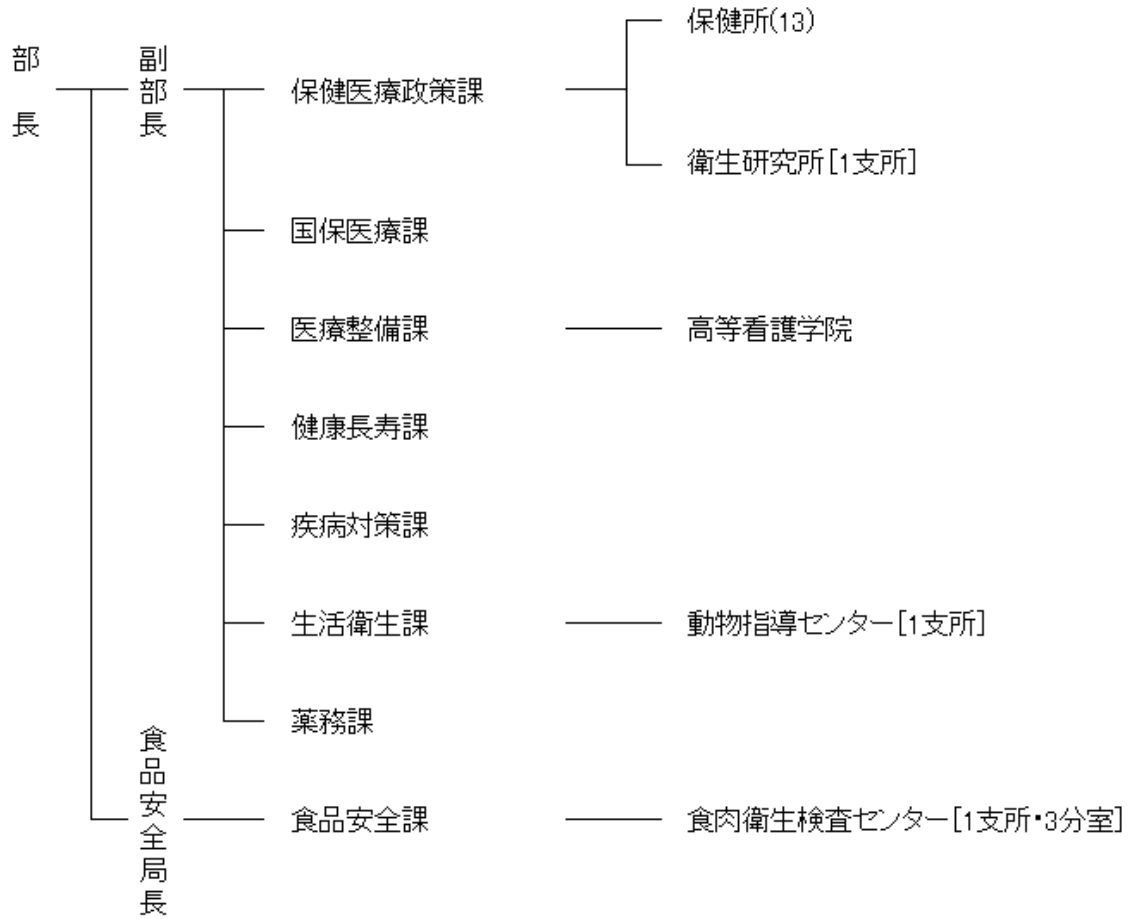 部長
副部長
保健医療政策課
保健所(13)
衛生研究所[1支所]
国保医療課
医療整備課
高等看護学院
健康長寿課
疾病対策課
生活衛生課
動物指導センター[1支所]
薬務課
食品安全局長
食品安全課
食肉衛生検査センター[1支所・3分室]